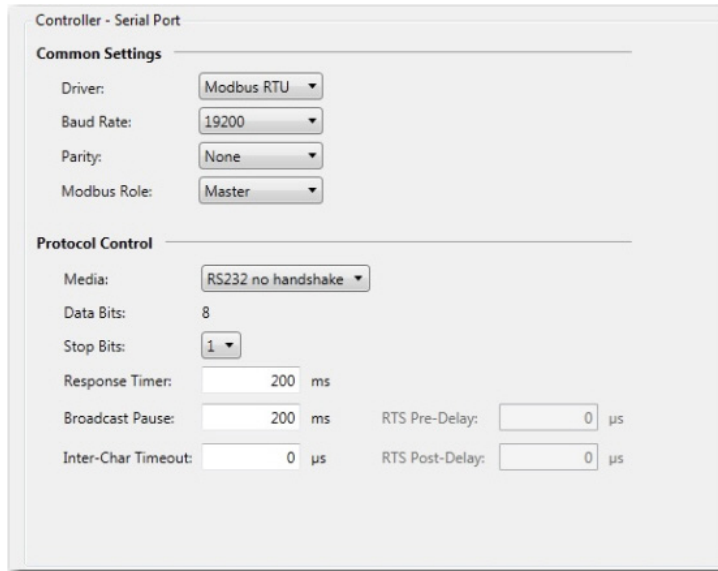 Controller - Serial Port
Common Settings
Driver: Modbus RTU
Baud Rate: 19200
Parity: None
Modbus Role: Master
Protocol Control
Media: RS232 no handshake
Data Bits: 8
Stop Bits: 1
Response Timer: 200 ms
Broadcast Pause: 200 ms RTS Pre-Delay: 0 µs
Inter-Char Timeout: 0 µs RTS Post-Delay: 0 µs